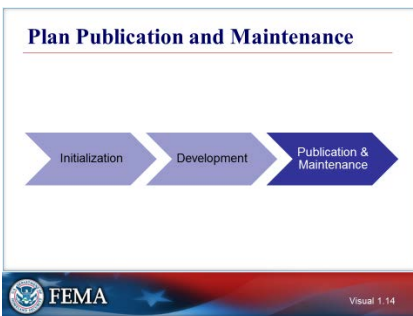 Plan Publication and Maintenance
Initialization
Development
Publication &
Maintenance
FEMA
Visual 1.14